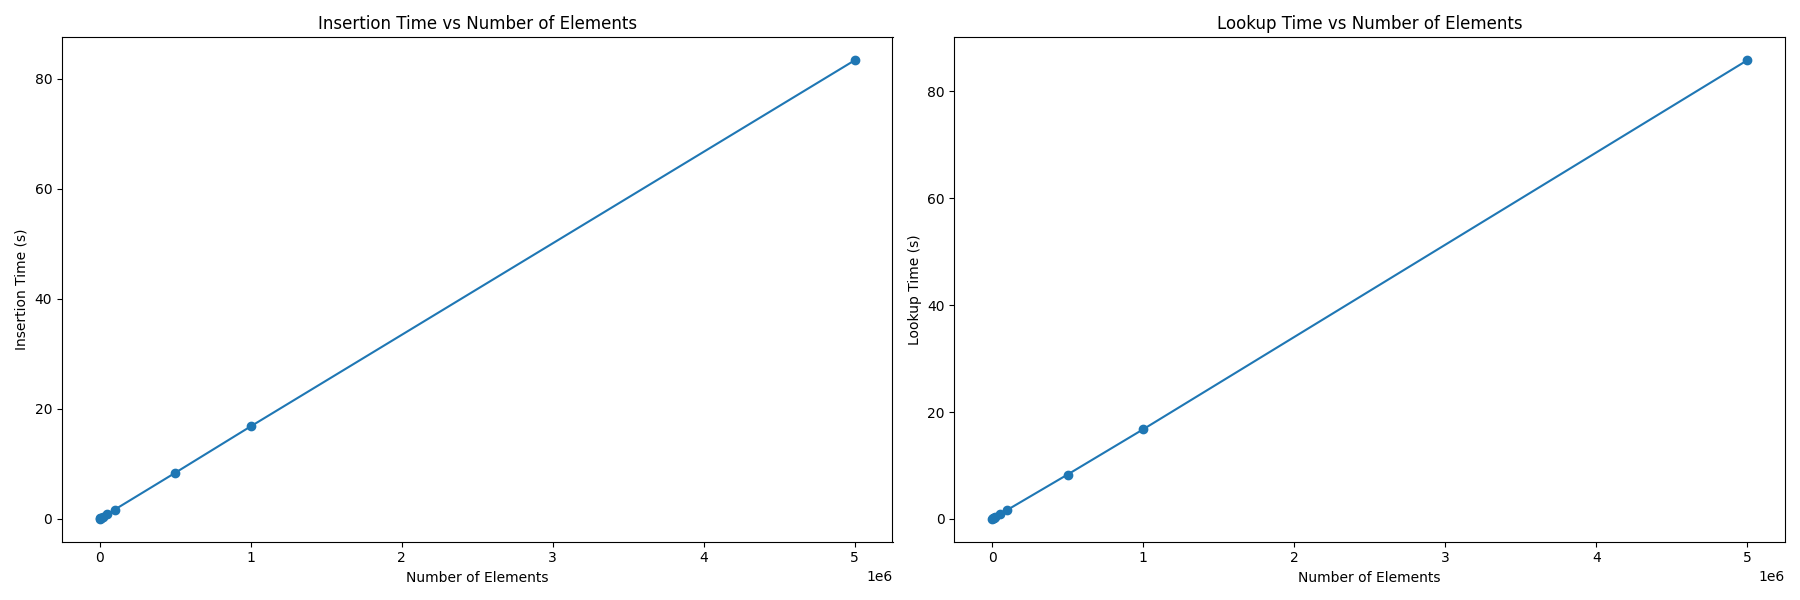 Insertion Time vs Number of Elements
Insertion Time (s)
80
60
40
20
0
0 1 2 3 4 5
1e6
Number of Elements
Lookup Time vs Number of Elements
Lookup Time (s)
80
60
40
20
0
0 1 2 3 4 5
1e6
Number of Elements